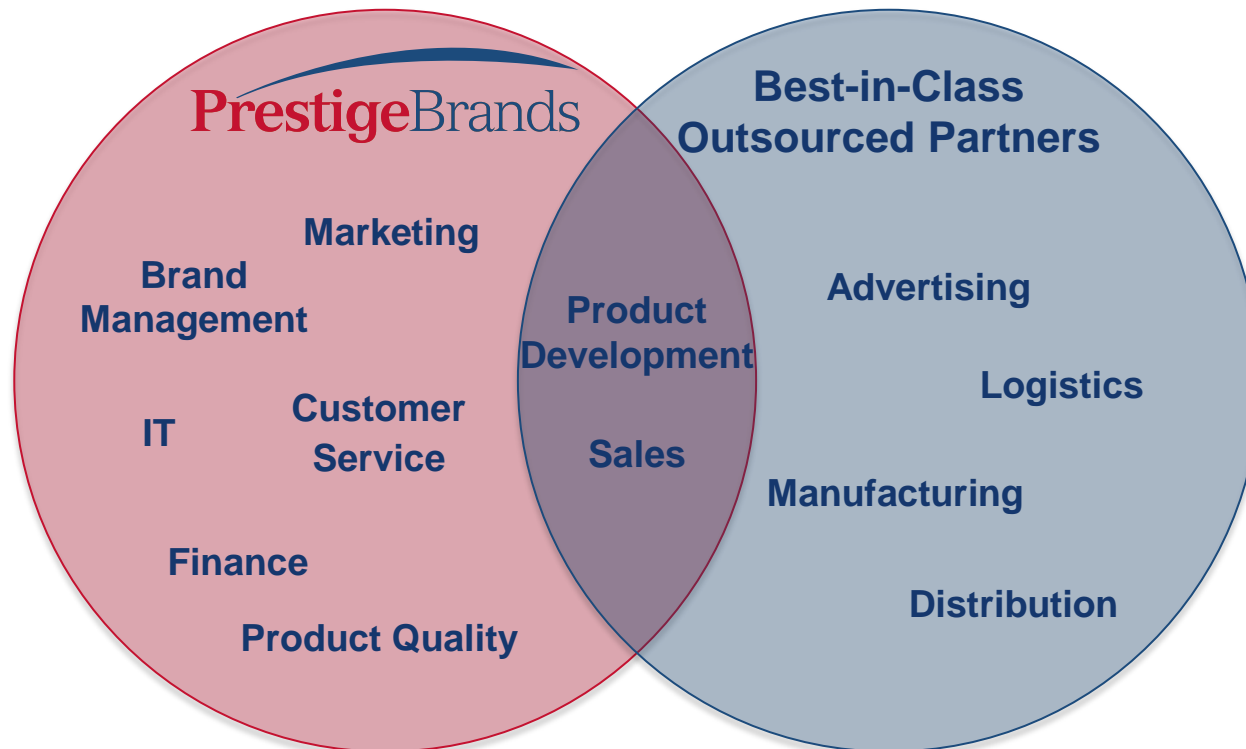 PrestigeBrands
Marketing
Brand
Management
IT
Customer
Service
Finance
Product Quality
Product
Development
Sales
Best-in-Class
Outsourced Partners
Advertising
Logistics
Manufacturing
Distribution